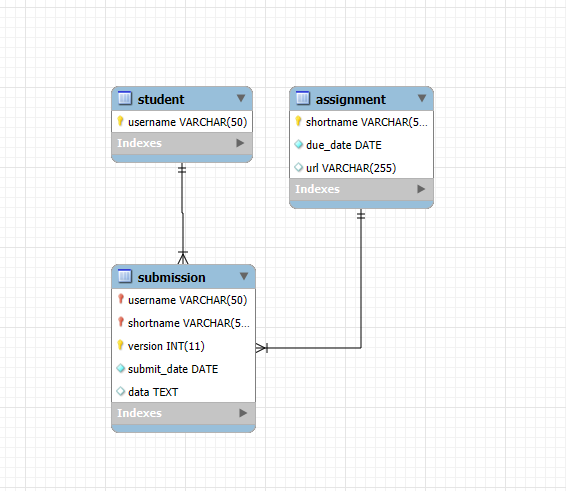 student
username VARCHAR(50)
Indexes
assignment
shortname VARCHAR(5...
due_date DATE
url VARCHAR(255)
Indexes
submission
username VARCHAR(50)
shortname VARCHAR(5...
version INT(11)
submit_date DATE
data TEXT
Indexes